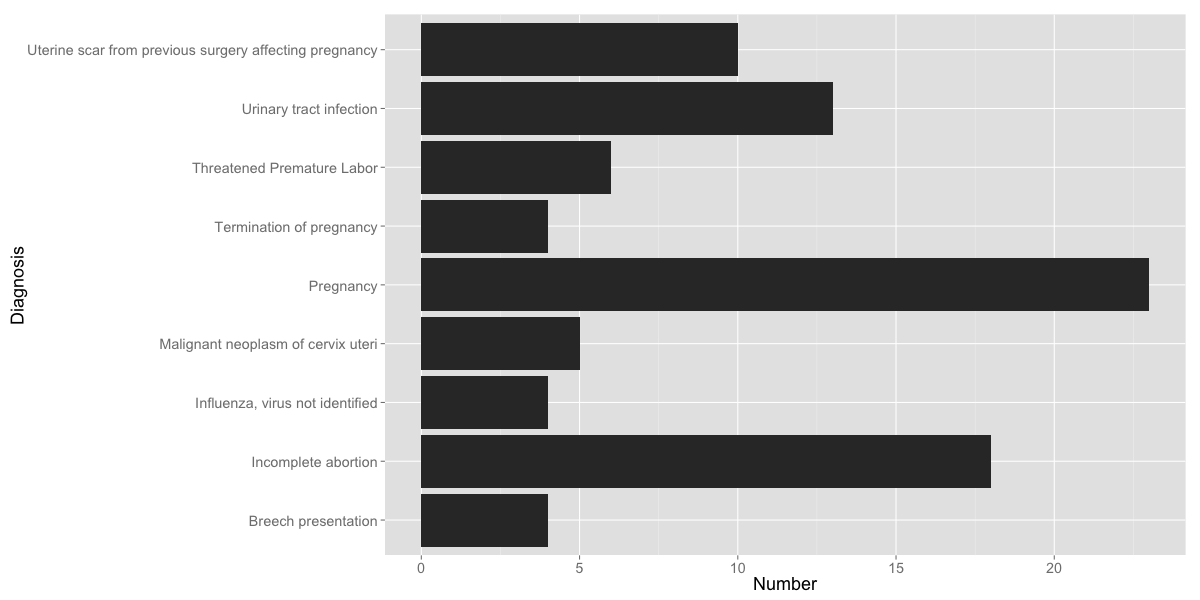 Uterine scar from previous surgery affecting pregnancy
Urinary tract infection
Threatened Premature Labor
Termination of pregnancy
Pregnancy
Malignant neoplasm of cervix uteri
Influenza, virus not identified
Incomplete abortion
Breech presentation
Diagnosis
0 5 10 15 20
Number